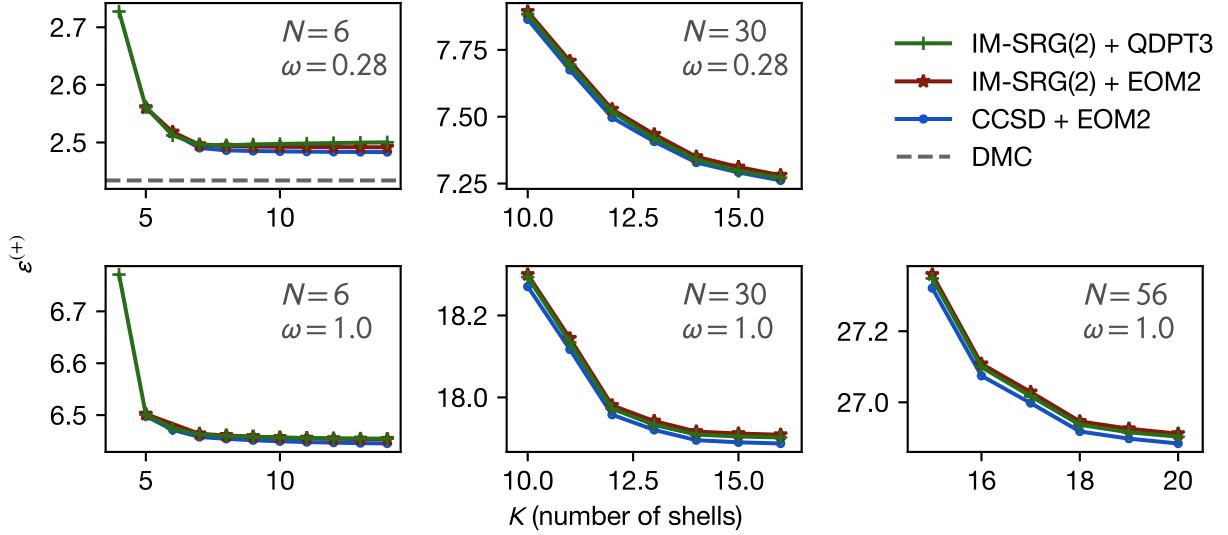 2.7
2.6
2.5
N = 6
ω = 0.28
5
10
7.75
7.50
7.25
N = 30
ω = 0.28
10.0
12.5
15.0
IM-SRG(2) + QDPT3
IM-SRG(2) + EOM2
CCSD + EOM2
DMC
ε(+)
6.7
6.6
6.5
N = 6
ω = 1.0
5
10
18.2
18.0
N = 30
ω = 1.0
10.0
12.5
15.0
27.2
27.0
N = 56
ω = 1.0
16
18
20
K (number of shells)